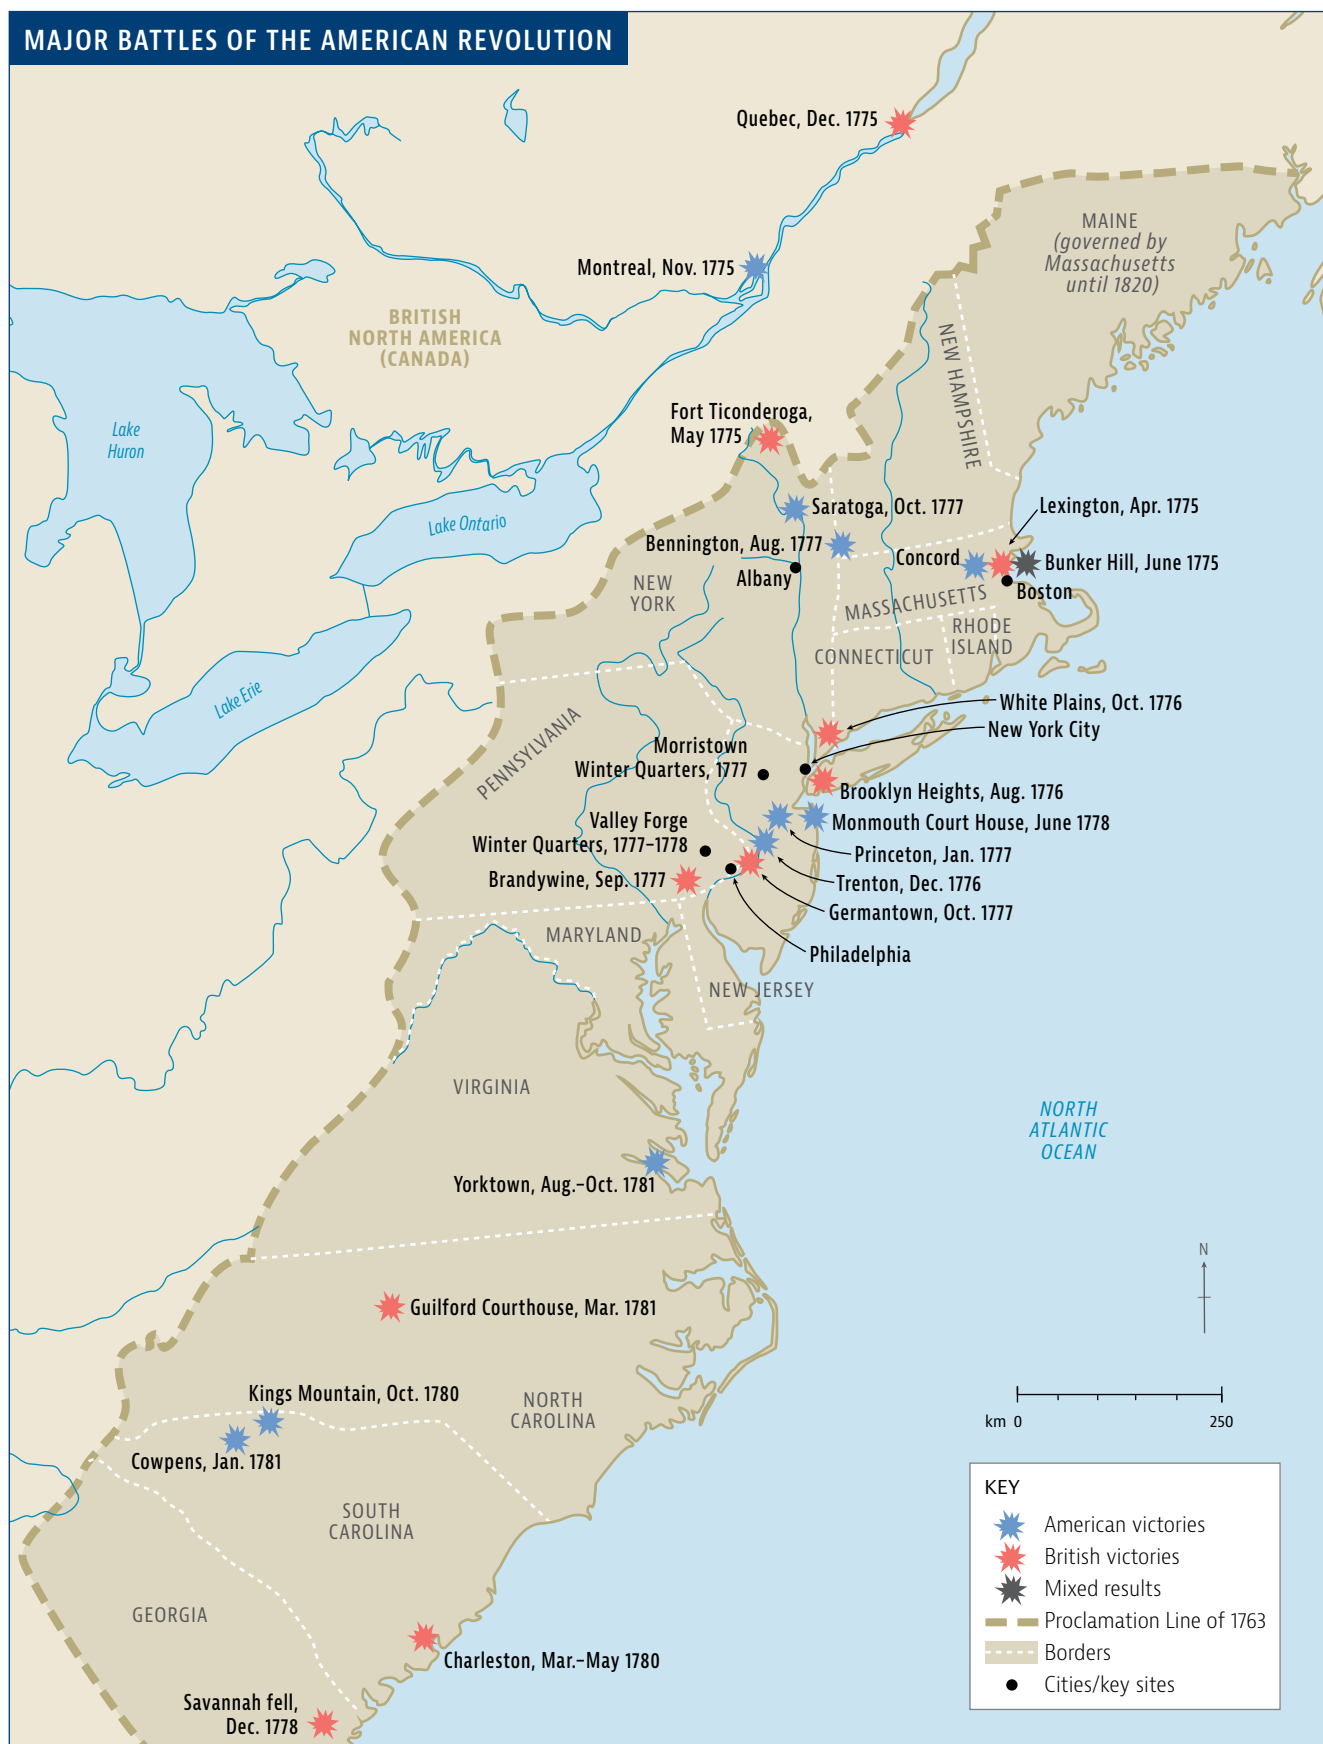 MAJOR BATTLES OF THE AMERICAN REVOLUTION
Quebec, Dec. 1775
MAINE
(governed by
Massachusetts
until 1820)
Montreal, Nov. 1775
BRITISH
NORTH AMERICA
(CANADA)
NEW HAMPSHIRE
Fort Ticonderoga,
May 1775
Lake
Huron
Lake Ontario
Saratoga, Oct. 1777
Lexington, Apr. 1775
Bennington, Aug. 1777
Concord
Bunker Hill, June 1775
Albany
Boston
NEW
YORK
MASSACHUSETTS
RHODE
ISLAND
CONNECTICUT
Lake Erie
White Plains, Oct. 1776
New York City
PENNSYLVANIA
Morristown
Winter Quarters, 1777
Brooklyn Heights, Aug. 1776
Monmouth Court House, June 1778
Valley Forge
Winter Quarters, 1777–1778
Princeton, Jan. 1777
Brandywine, Sep. 1777
Trenton, Dec. 1776
Germantown, Oct. 1777
MARYLAND
Philadelphia
NEW JERSEY
VIRGINIA
NORTH
ATLANTIC
OCEAN
Yorktown, Aug.–Oct. 1781
N
Guilford Courthouse, Mar. 1781
Kings Mountain, Oct. 1780
NORTH
CAROLINA
km 0 250
Cowpens, Jan. 1781
SOUTH
CAROLINA
GEORGIA
Charleston, Mar.–May 1780
Savannah fell,
Dec. 1778
KEY
American victories
British victories
Mixed results
Proclamation Line of 1763
Borders
Cities/key sites